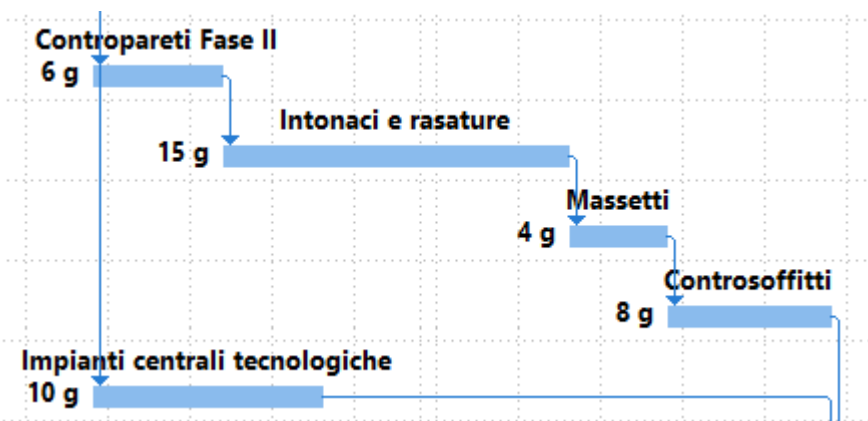 Contropareti Fase II
6 g
Intonaci e rasature
15 g
Massetti
4 g
Controsoffitti
8 g
Impianti centrali tecnologiche
10 g